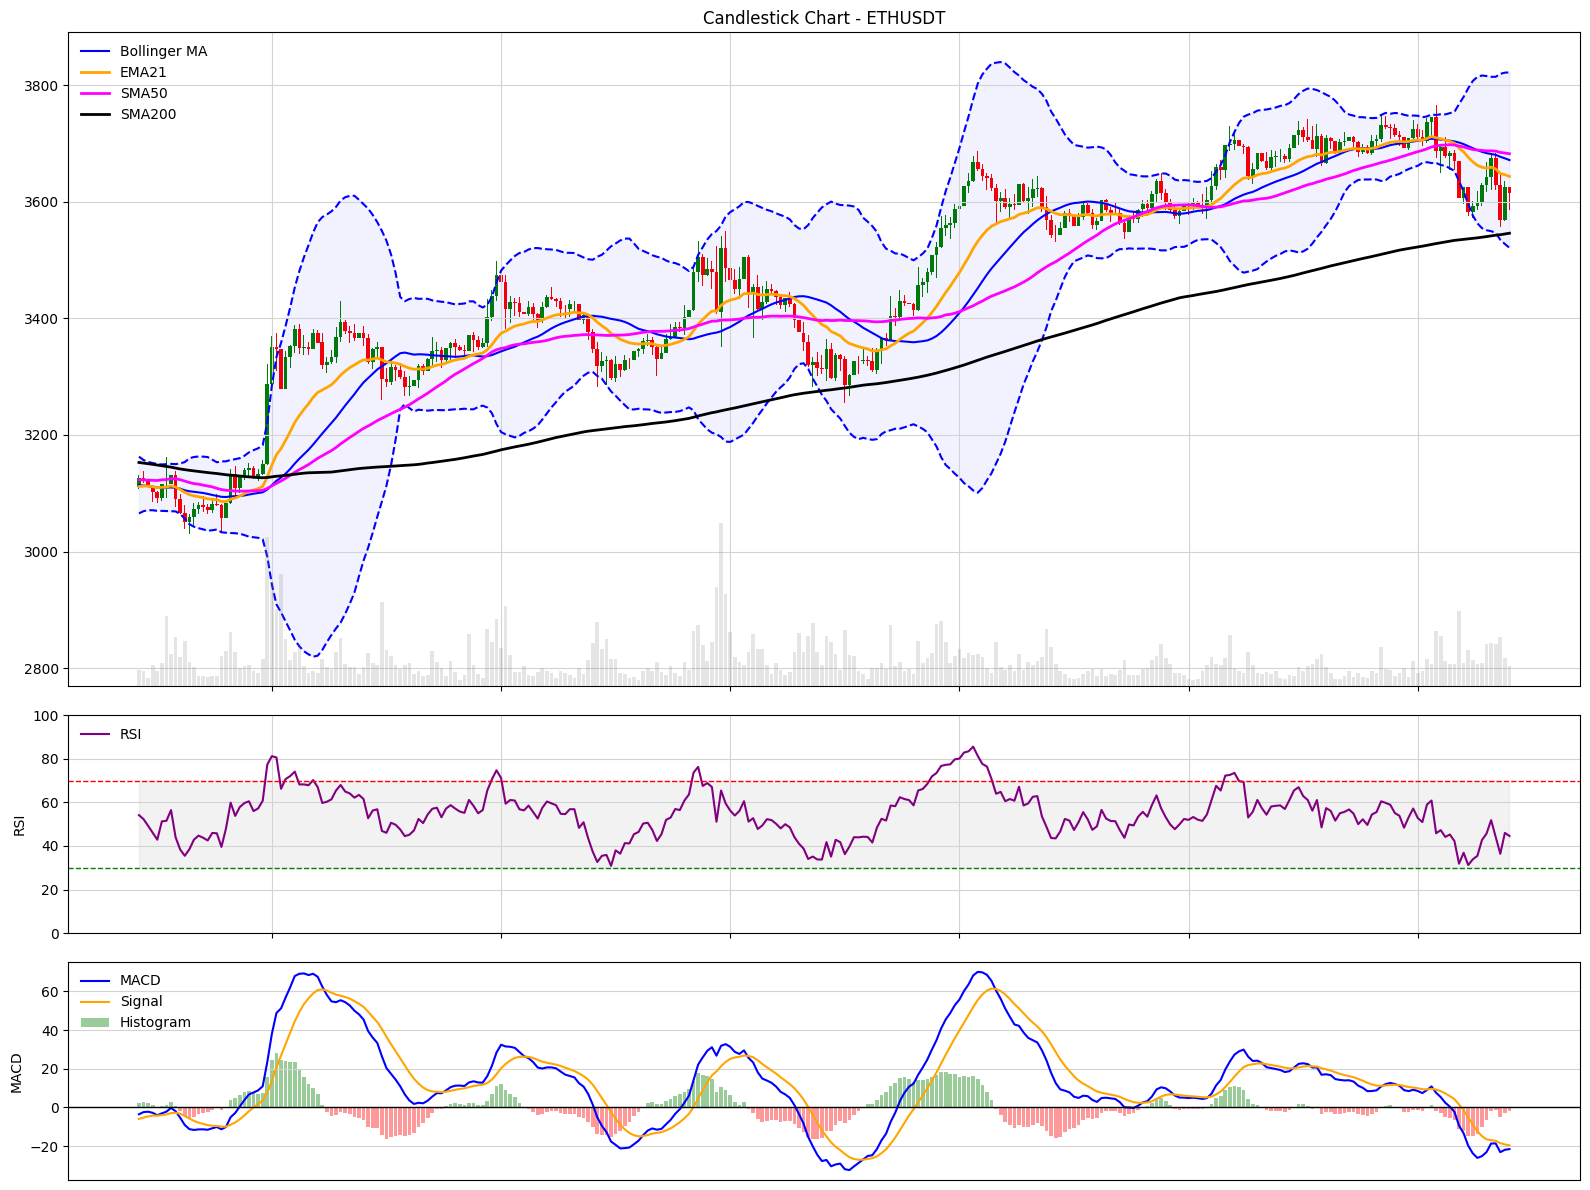 Candlestick Chart - ETHUSDT
Bollinger MA
EMA21
SMA50
SMA200
3800
3600
3400
3200
3000
2800
RSI
100
80
60
40
20
0
RSI
MACD
Signal
Histogram
60
40
20
0
−20
MACD